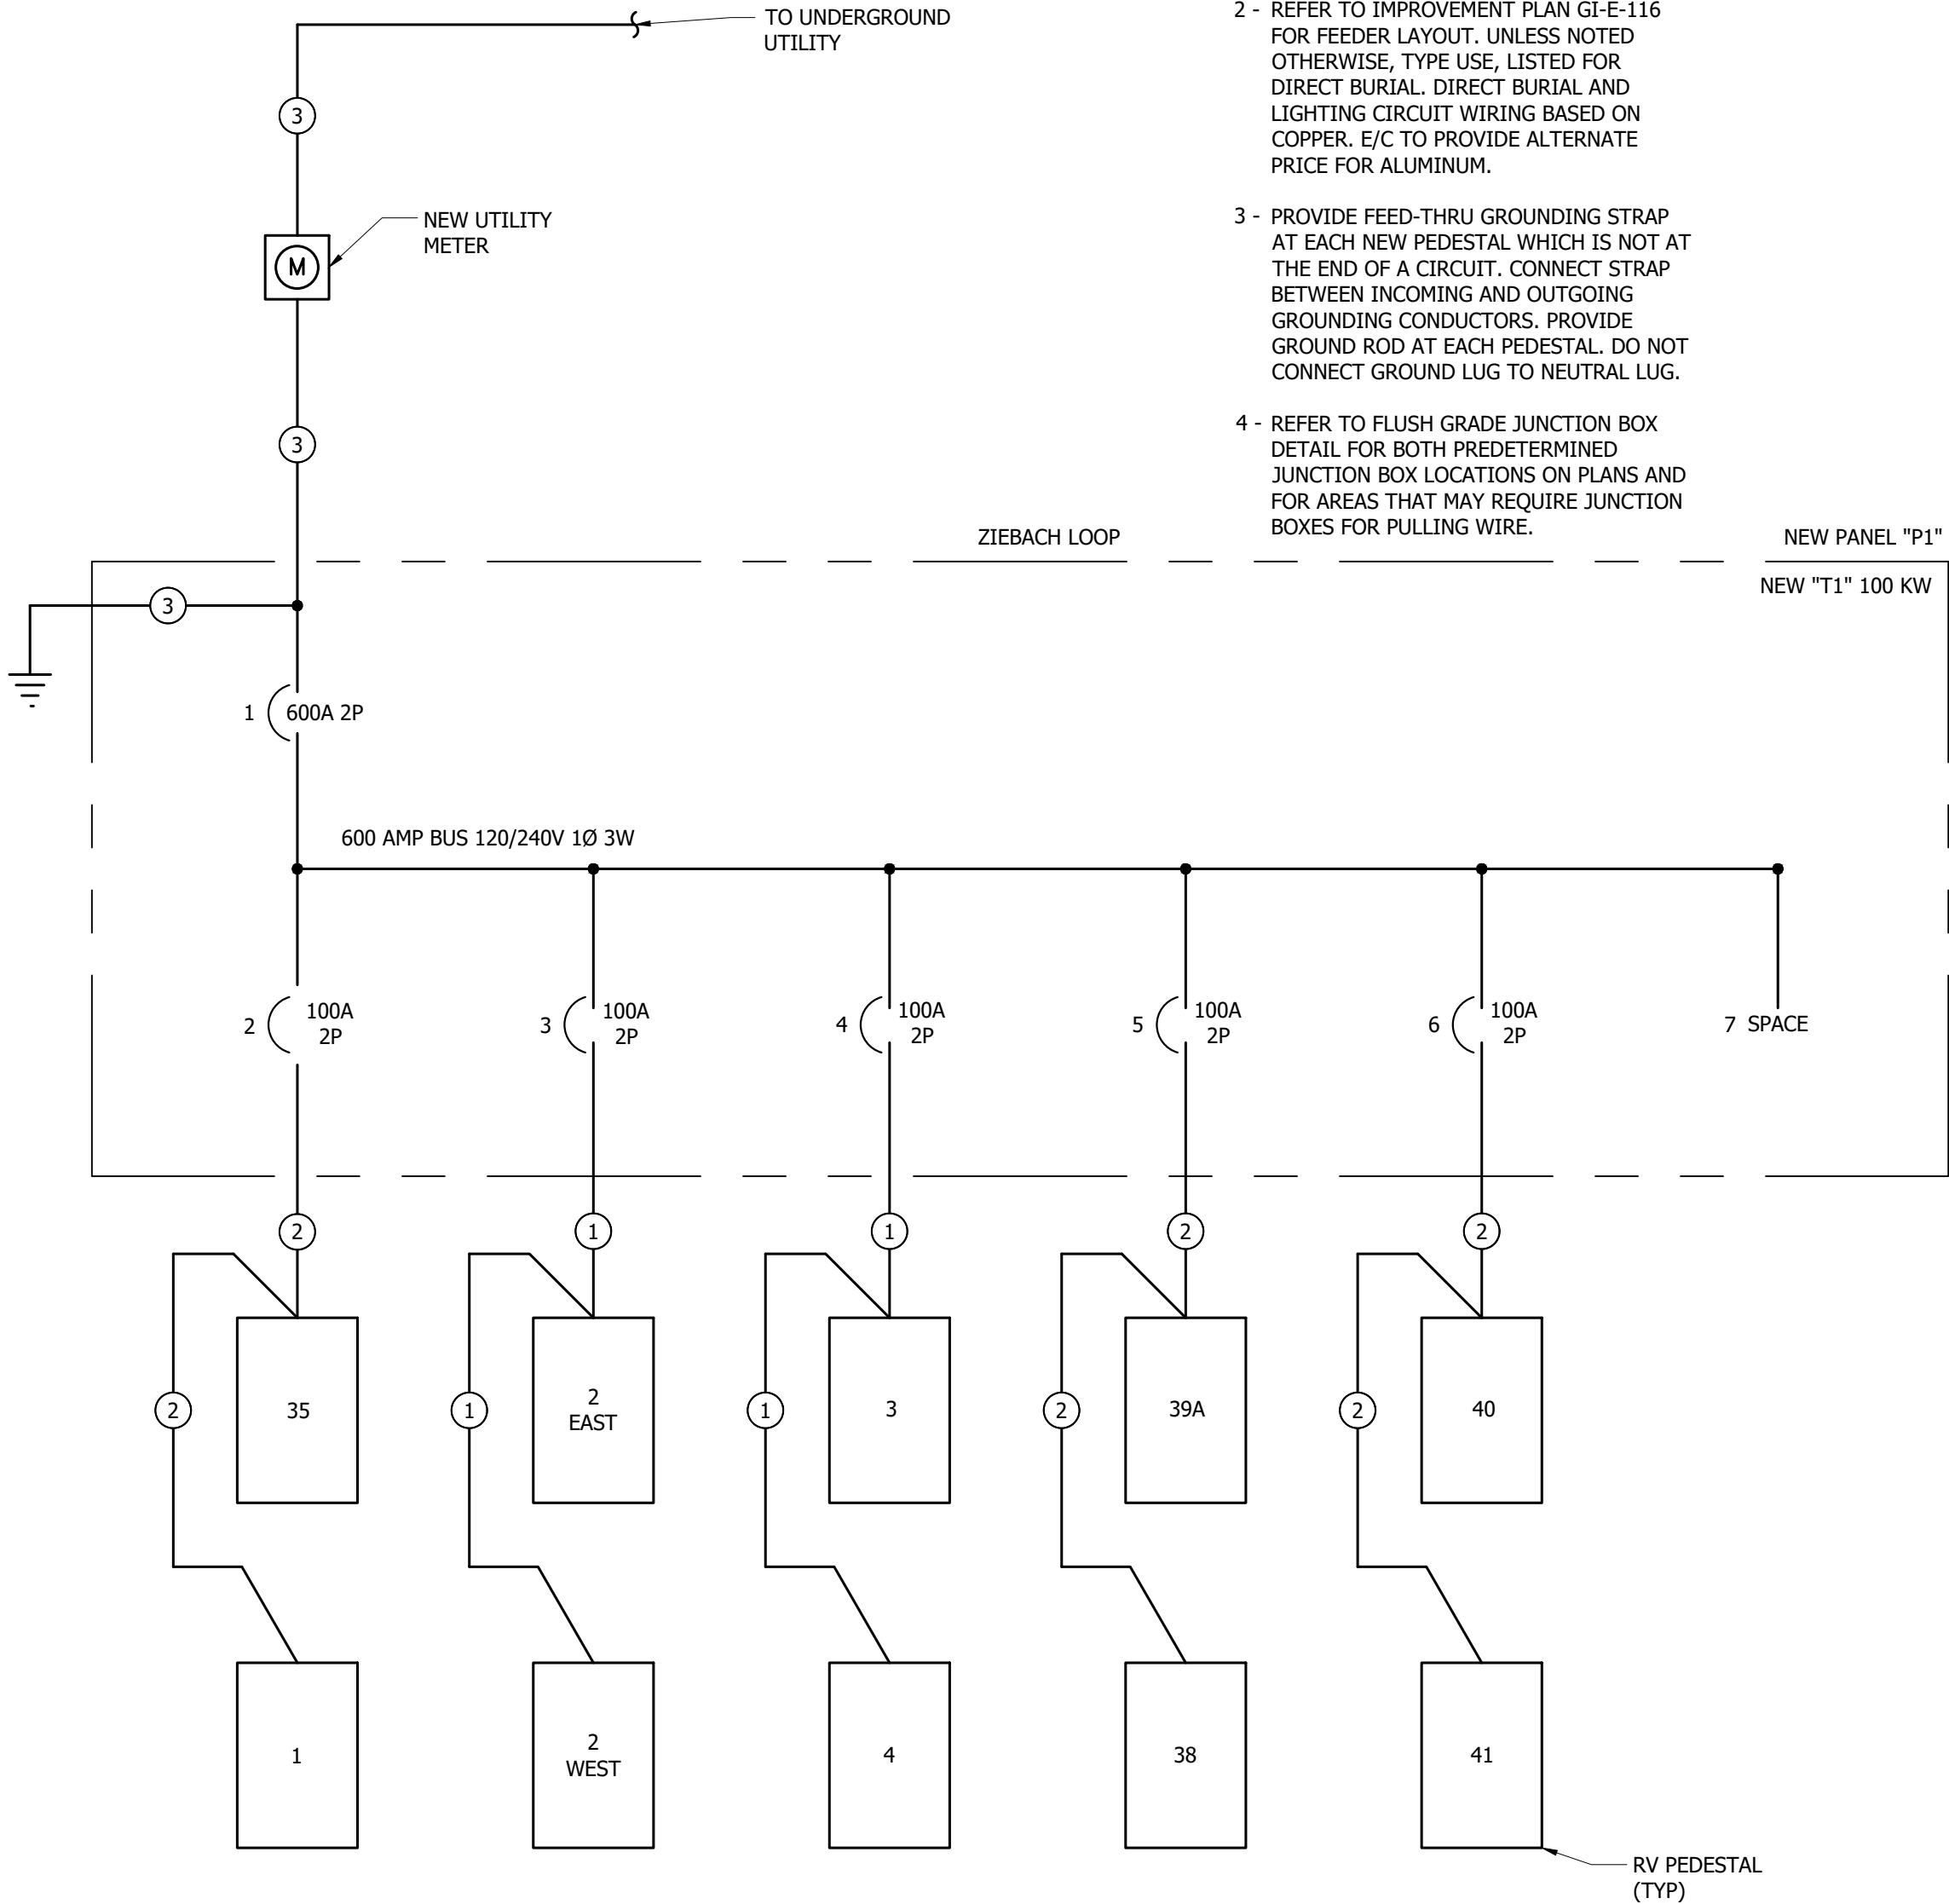 TO UNDERGROUND
UTILITY
2 - REFER TO IMPROVEMENT PLAN GI-E-116
FOR FEEDER LAYOUT. UNLESS NOTED
OTHERWISE, TYPE USE, LISTED FOR
DIRECT BURIAL. DIRECT BURIAL AND
LIGHTING CIRCUIT WIRING BASED ON
COPPER. E/C TO PROVIDE ALTERNATE
PRICE FOR ALUMINUM.
3
NEW UTILITY
METER
M
3 - PROVIDE FEED-THRU GROUNDING STRAP
AT EACH NEW PEDESTAL WHICH IS NOT AT
THE END OF A CIRCUIT. CONNECT STRAP
BETWEEN INCOMING AND OUTGOING
GROUNDING CONDUCTORS. PROVIDE
GROUND ROD AT EACH PEDESTAL. DO NOT
CONNECT GROUND LUG TO NEUTRAL LUG.
3
4 - REFER TO FLUSH GRADE JUNCTION BOX
DETAIL FOR BOTH PREDETERMINED
JUNCTION BOX LOCATIONS ON PLANS AND
FOR AREAS THAT MAY REQUIRE JUNCTION
BOXES FOR PULLING WIRE.
ZIEBACH LOOP
NEW PANEL "P1"
NEW "T1" 100 KW
3
1 600A 2P
600 AMP BUS 120/240V 1Ø 3W
2 100A
2P
3 100A
2P
4 100A
2P
5 100A
2P
6 100A
2P
7 SPACE
2
1
1
2
2
2
35
1
2
EAST
1
3
2
39A
2
40
1
2
WEST
4
38
41
RV PEDESTAL
(TYP)